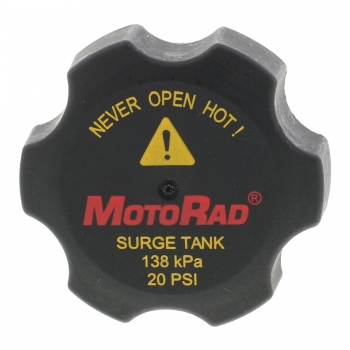 NEVER OPEN HOT!
MOTORAD®
SURGE TANK
138 kPa
20 PSI